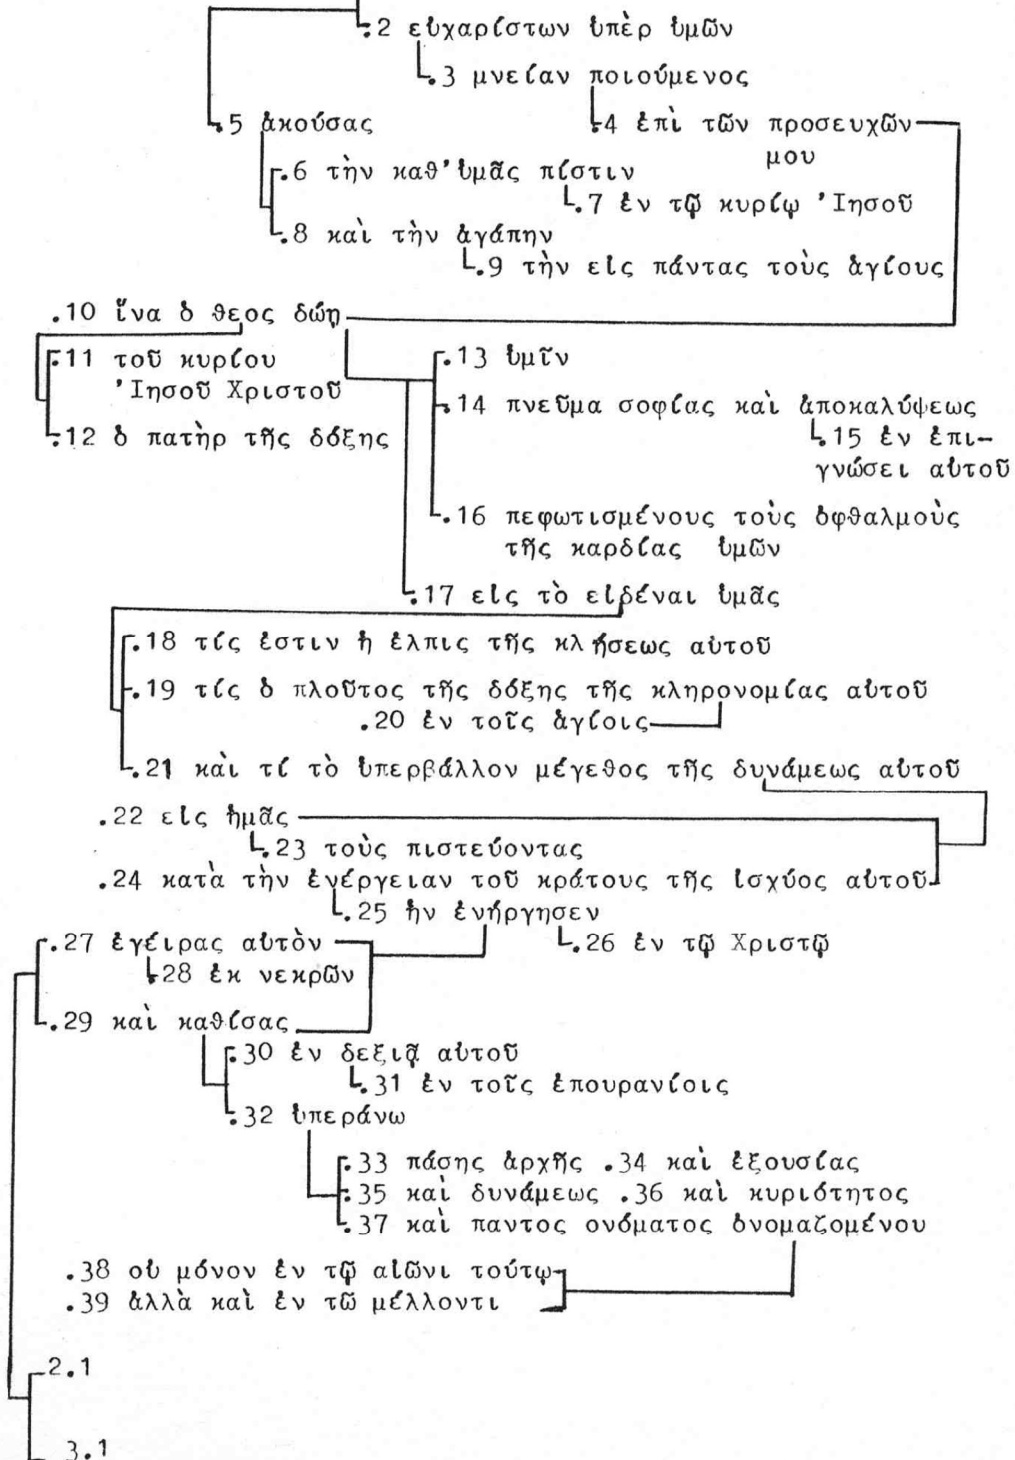 .2 εὐχαρίστων ὑπὲρ ὑμῶν
.3 μνείαν ποιούμενος
.5 ἀκούσας .4 ἐπὶ τῶν προσευχῶν
μου
.6 τὴν καθ' ὑμᾶς πίστιν
.7 ἐν τῷ κυρίῳ 'Ιησοῦ
.8 καὶ τὴν ἀγάπην
.9 τὴν εἰς πάντας τοὺς ἁγίους
.10 ἵνα ὁ θεος δώῃ
.11 τοῦ κυρίου .13 ὑμῖν
'Ιησοῦ Χριστοῦ
.14 πνεῦμα σοφίας καὶ ἀποκαλύψεως
.12 ὁ πατὴρ τῆς δόξης .15 ἐν ἐπι-
γνώσει αὐτοῦ
.16 πεφωτισμένους τοὺς ὀφθαλμοὺς
τῆς καρδίας ὑμῶν
.17 εἰς τὸ εἰδέναι ὑμᾶς
.18 τίς ἐστιν ἡ ἐλπις τῆς κλήσεως αὐτοῦ
.19 τίς ὁ πλοῦτος τῆς δόξης τῆς κληρονομίας αὐτοῦ
.20 ἐν τοῖς ἁγίοις
.21 καὶ τί τὸ ὑπερβάλλον μέγεθος τῆς δυνάμεως αὐτοῦ
.22 εἰς ἡμᾶς
.23 τοὺς πιστεύοντας
.24 κατὰ τὴν ἐνέργειαν τοῦ κράτους τῆς ἰσχύος αὐτοῦ
.25 ἣν ἐνήργησεν
.27 ἐγείρας αὐτὸν .26 ἐν τῷ Χριστῷ
.28 ἐκ νεκρῶν
.29 καὶ καθίσας
.30 ἐν δεξιᾷ αὐτοῦ
.31 ἐν τοῖς ἐπουρανίοις
.32 ὑπεράνω
.33 πάσης ἀρχῆς .34 καὶ ἐξουσίας
.35 καὶ δυνάμεως .36 καὶ κυριότητος
.37 καὶ παντος ονόματος ὀνομαζομένου
.38 οὐ μόνον ἐν τῷ αἰῶνι τούτῳ
.39 ἀλλὰ καὶ ἐν τῶ μέλλοντι
2.1
3.1